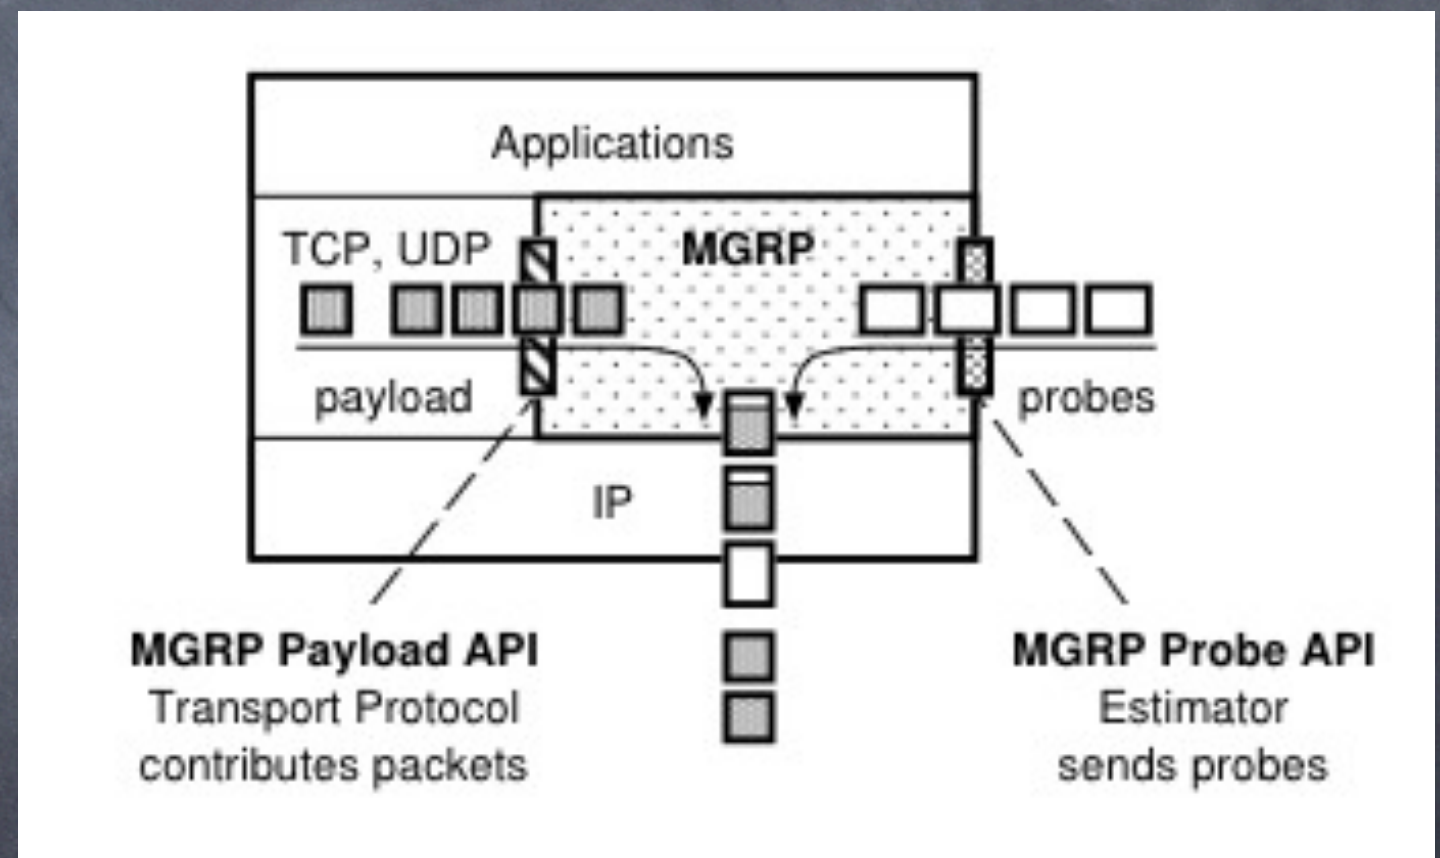 Applications
TCP, UDP
MGRP
payload
probes
IP
MGRP Payload API
Transport Protocol
contributes packets
MGRP Probe API
Estimator
sends probes